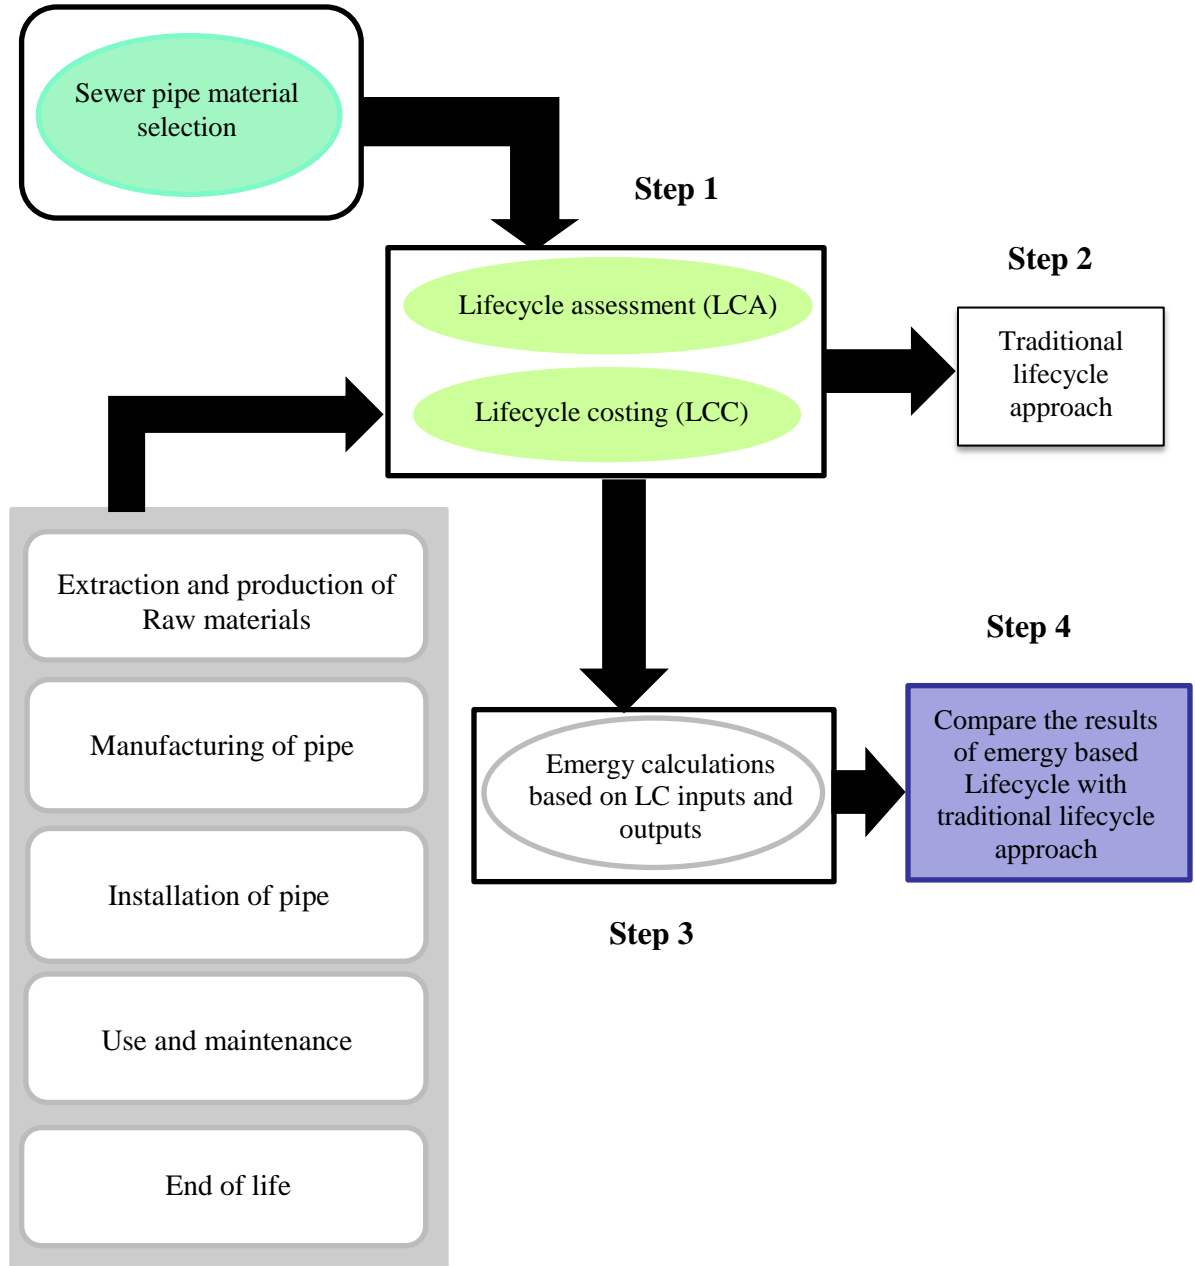 Sewer pipe material
selection
Step 1
Lifecycle assessment (LCA)
Lifecycle costing (LCC)
Step 2
Traditional
lifecycle
approach
Extraction and production of
Raw materials
Manufacturing of pipe
Installation of pipe
Use and maintenance
End of life
Emergy calculations
based on LC inputs and
outputs
Step 3
Step 4
Compare the results
of emergy based
Lifecycle with
traditional lifecycle
approach